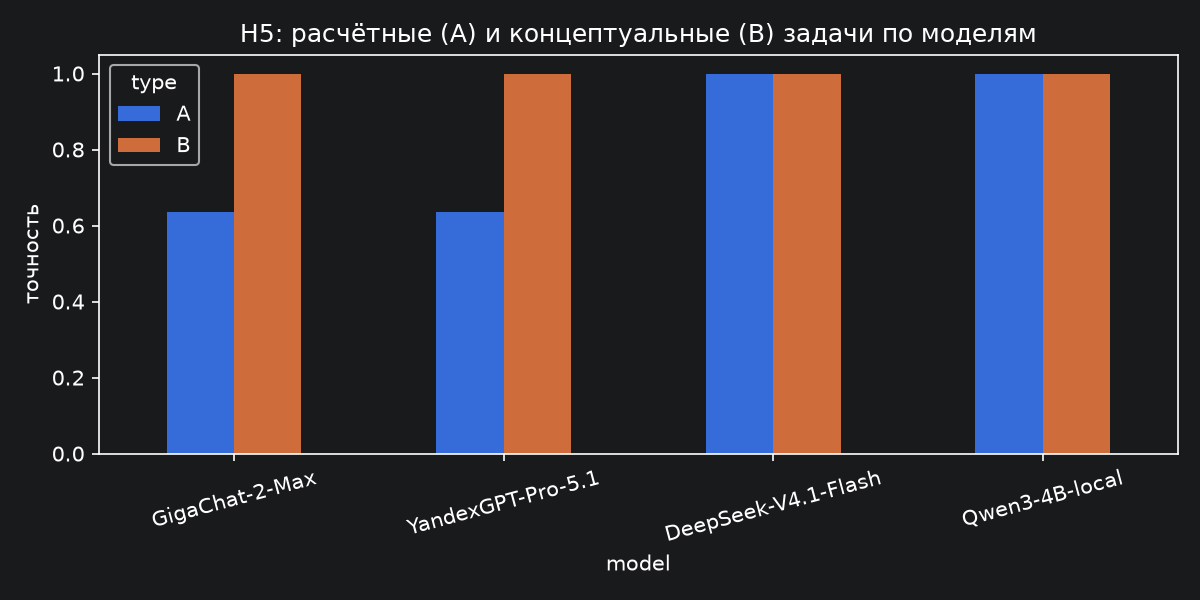 H5: расчётные (A) и концептуальные (B) задачи по моделям
type
A
B
1.0
0.8
0.6
0.4
0.2
0.0
точность
GigaChat-2-Max
YandexGPT-Pro-5.1
DeepSeek-V4.1-Flash
Qwen3-4B-local
model